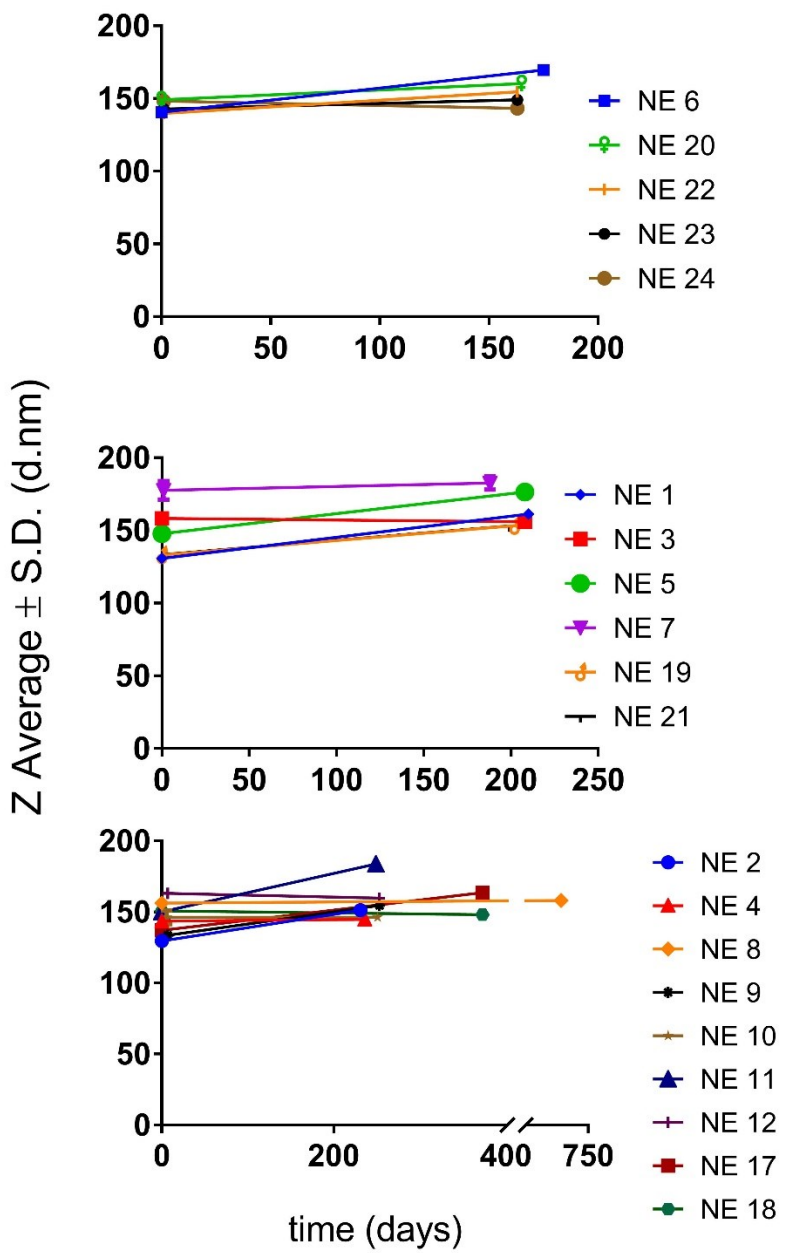 Z Average ± S.D. (d.nm)
200
150
100
50
0
0 50 100 150 200
NE 6
NE 20
NE 22
NE 23
NE 24
200
150
100
50
0
0 50 100 150 200 250
NE 1
NE 3
NE 5
NE 7
NE 19
NE 21
200
150
100
50
0
0 200 400 750
NE 2
NE 4
NE 8
NE 9
NE 10
NE 11
NE 12
NE 17
NE 18
time (days)